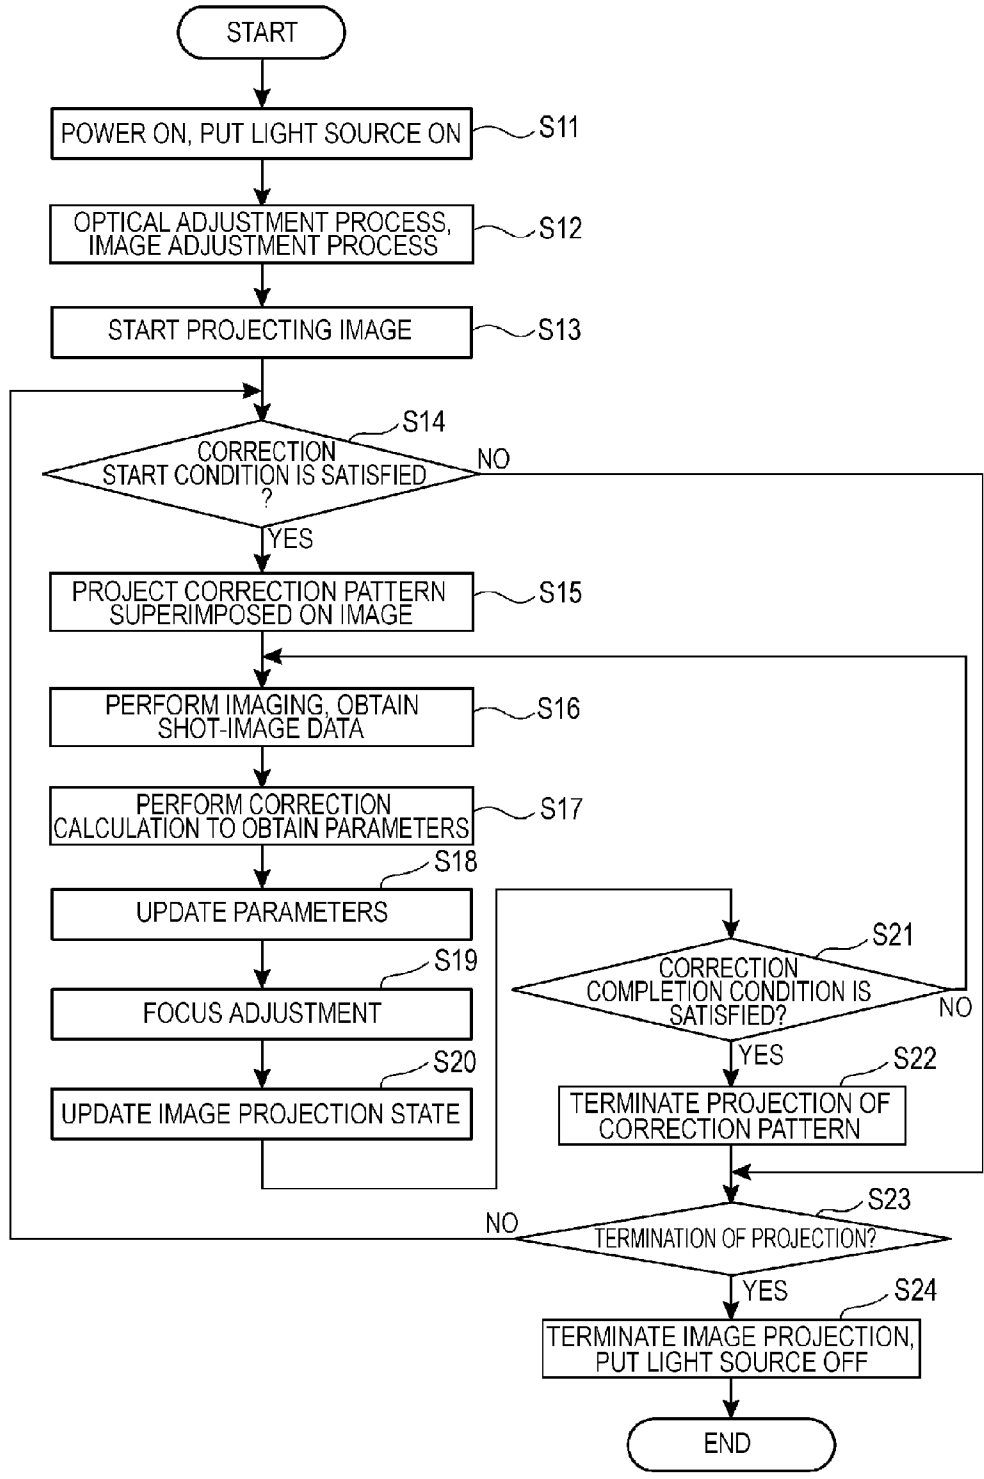 START
POWER ON, PUT LIGHT SOURCE ON
S11
OPTICAL ADJUSTMENT PROCESS,
IMAGE ADJUSTMENT PROCESS
S12
START PROJECTING IMAGE
S13
S14
CORRECTION
START CONDITION IS SATISFIED
?
NO
YES
PROJECT CORRECTION PATTERN
SUPERIMPOSED ON IMAGE
S15
PERFORM IMAGING, OBTAIN
SHOT-IMAGE DATA
S16
PERFORM CORRECTION
CALCULATION TO OBTAIN PARAMETERS
S17
S18
UPDATE PARAMETERS
S19
FOCUS ADJUSTMENT
S20
UPDATE IMAGE PROJECTION STATE
S21
CORRECTION
COMPLETION CONDITION IS
SATISFIED?
NO
YES
S22
TERMINATE PROJECTION OF
CORRECTION PATTERN
S23
NO
TERMINATION OF PROJECTION?
YES
S24
TERMINATE IMAGE PROJECTION,
PUT LIGHT SOURCE OFF
END